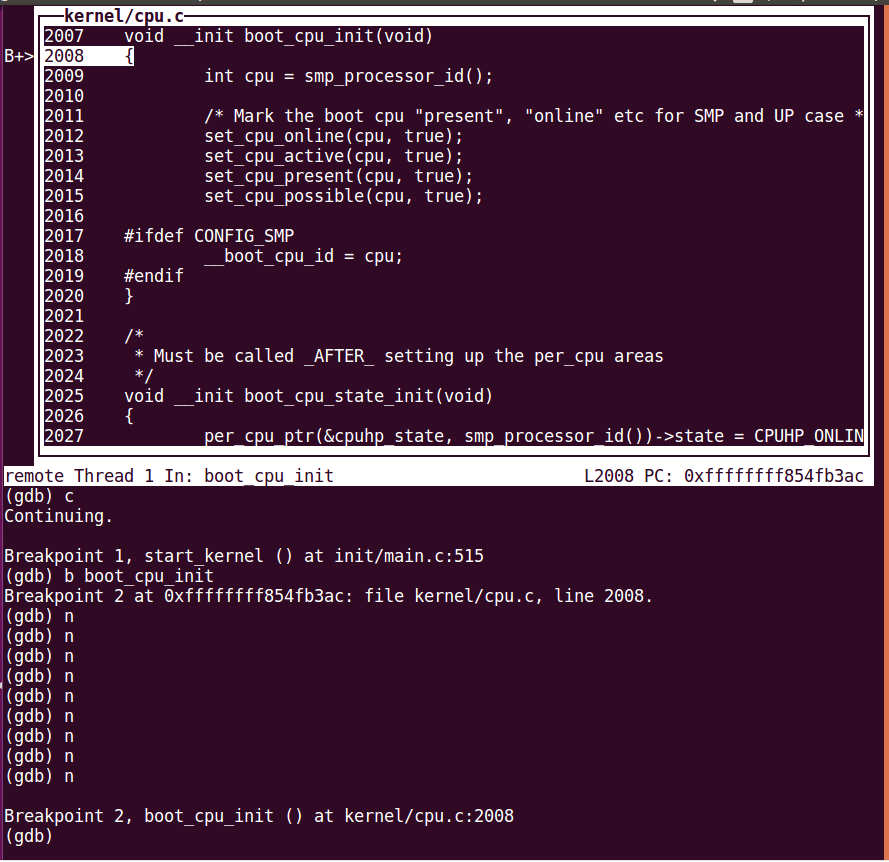 kernel/cpu.c
2007    void __init boot_cpu_init(void)
B+> 2008    {
2009            int cpu = smp_processor_id();
2010
2011            /* Mark the boot cpu "present", "online" etc for SMP and UP case *
2012            set_cpu_online(cpu, true);
2013            set_cpu_active(cpu, true);
2014            set_cpu_present(cpu, true);
2015            set_cpu_possible(cpu, true);
2016
2017    #ifdef CONFIG_SMP
2018            __boot_cpu_id = cpu;
2019    #endif
2020    }
2021
2022    /*
2023     * Must be called _AFTER_ setting up the per_cpu areas
2024     */
2025    void __init boot_cpu_state_init(void)
2026    {
2027            per_cpu_ptr(&cpuhp_state, smp_processor_id())->state = CPUHP_ONLIN
remote Thread 1 In: boot_cpu_init                         L2008 PC: 0xffffffff854fb3ac
(gdb) c
Continuing.

Breakpoint 1, start_kernel () at init/main.c:515
(gdb) b boot_cpu_init
Breakpoint 2 at 0xffffffff854fb3ac: file kernel/cpu.c, line 2008.
(gdb) n
(gdb) n
(gdb) n
(gdb) n
(gdb) n
(gdb) n
(gdb) n
(gdb) n
(gdb) n

Breakpoint 2, boot_cpu_init () at kernel/cpu.c:2008
(gdb)